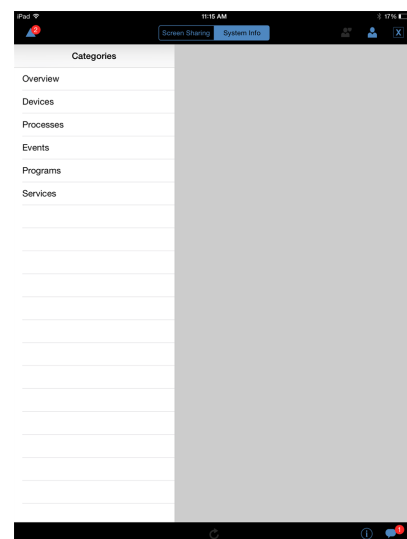 iPad 11:15 AM 17%
2 Screen Sharing System Info X
Categories
Overview
Devices
Processes
Events
Programs
Services
i 1